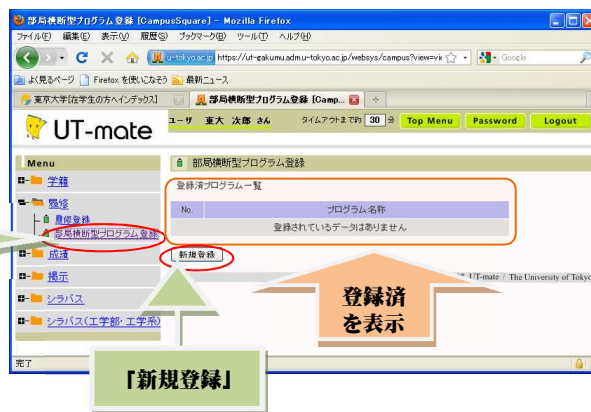 部局横断型プログラム登録 [CampusSquare] - Mozilla Firefox
ファイル(F) 編集(E) 表示(V) 履歴(S) ブックマーク(B) ツール(T) ヘルプ(H)
u-tokyo.ac.jp https://ut-gakumu.adm.u-tokyo.ac.jp/websys/campus?view=vie
Google
よく見るページ Firefox を使いこなそう 最新ニュース
東京大学[在学生の方へインデックス] 部局横断型プログラム登録 [Camp...
UT-mate
ユーザ 東大 次郎 さん タイムアウトまで約 30 分 Top Menu Password Logout
Menu
部局横断型プログラム登録
学籍
登録済プログラム一覧
履修
No. プログラム名称
履修登録
登録されているデータはありません
部局横断型プログラム登録
成績
新規登録
掲示
UT-mate / The University of Tokyo
シラバス
シラバス(工学部・工学系)
登録済
を表示
完了
「新規登録」